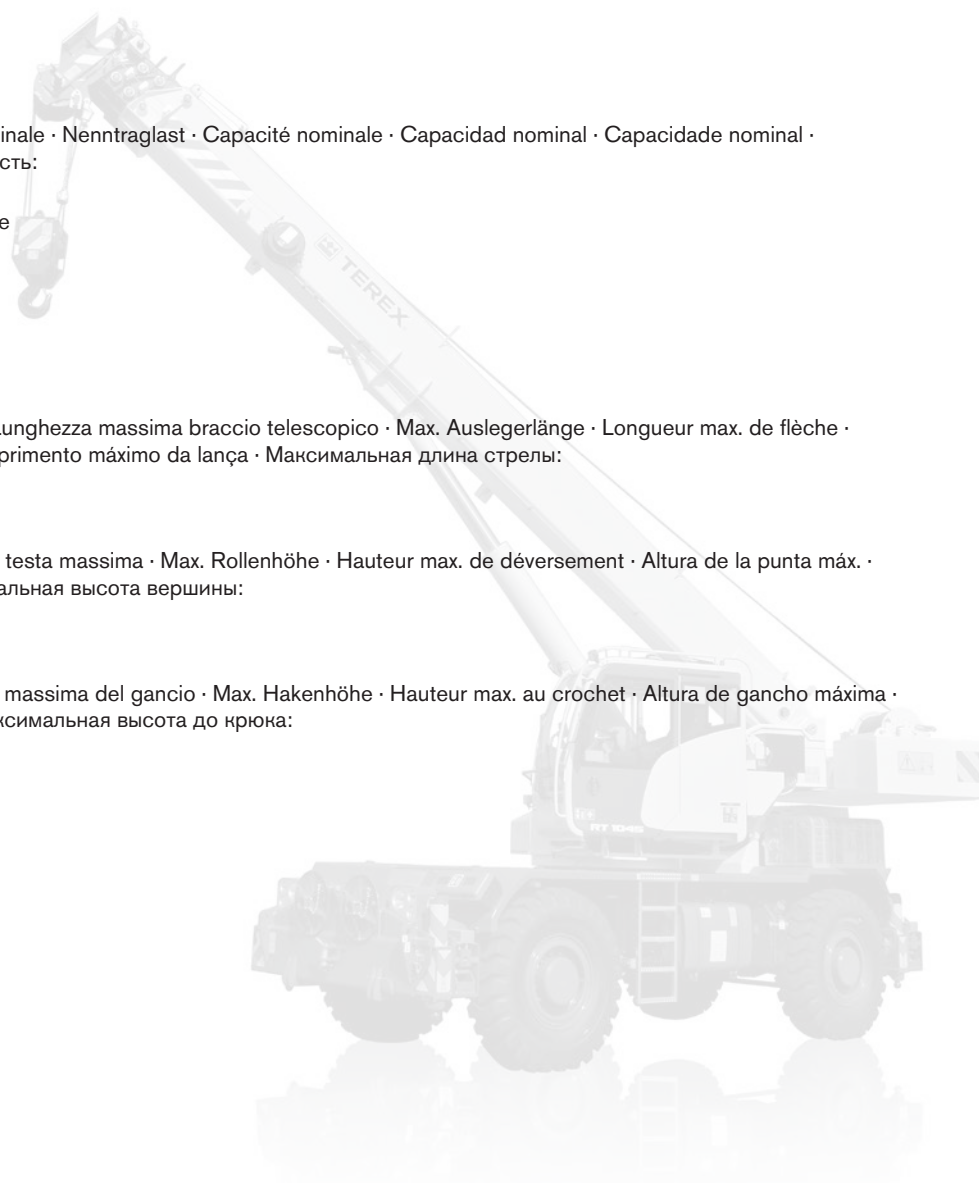 inale · Nenntraglast · Capacité nominale · Capacidad nominal · Capacidade nominal ·
сть:
e
TEREX
unghezza massima braccio telescopico · Max. Auslegerlänge · Longueur max. de flèche ·
primento máximo da lança · Максимальная длина стрелы:
testa massima · Max. Rollenhöhe · Hauteur max. de déversement · Altura de la punta máx. ·
альная высота вершины:
massima del gancio · Max. Hakenhöhe · Hauteur max. au crochet · Altura de gancho máxima ·
ксимальная высота до крюка: